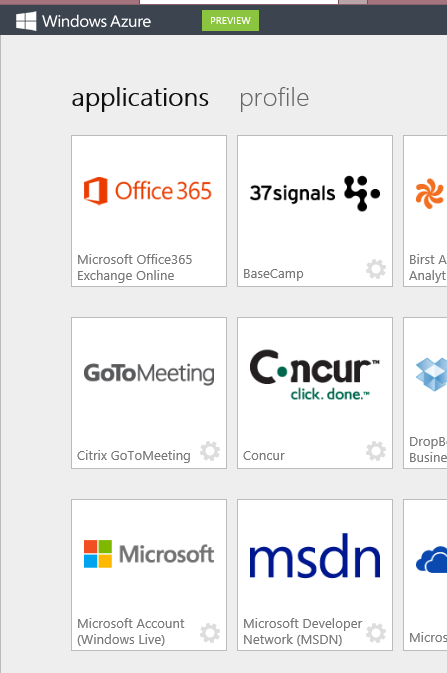 Windows Azure
PREVIEW
applications
profile
Office 365
Microsoft Office365
Exchange Online
37signals
BaseCamp
Birst A
Analyt
GoToMeeting
Citrix GoToMeeting
Concur™
click. done.™
Concur
DropBo
Busine
Microsoft
Microsoft Account
(Windows Live)
msdn
Microsoft Developer
Network (MSDN)
Micros